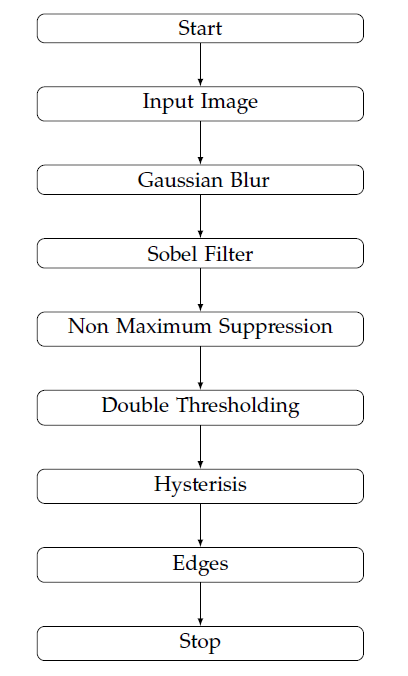 Start
Input Image
Gaussian Blur
Sobel Filter
Non Maximum Suppression
Double Thresholding
Hysterisis
Edges
Stop